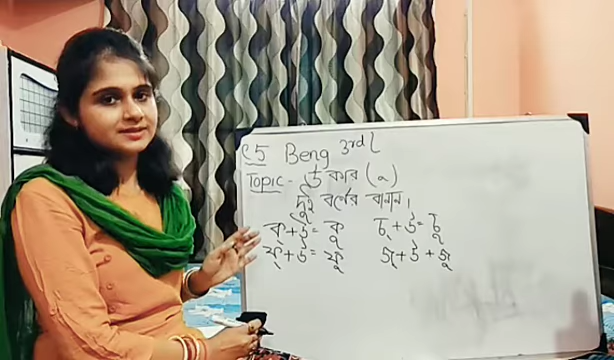 C5 Beng 3rd L
Topic - ঊ কার (ূ)
দুই বর্ণের বানান।
ক্+ঊ= কূ চ্+ঊ= চূ
ফ্+ঊ= ফূ জ্+ঊ+জূ